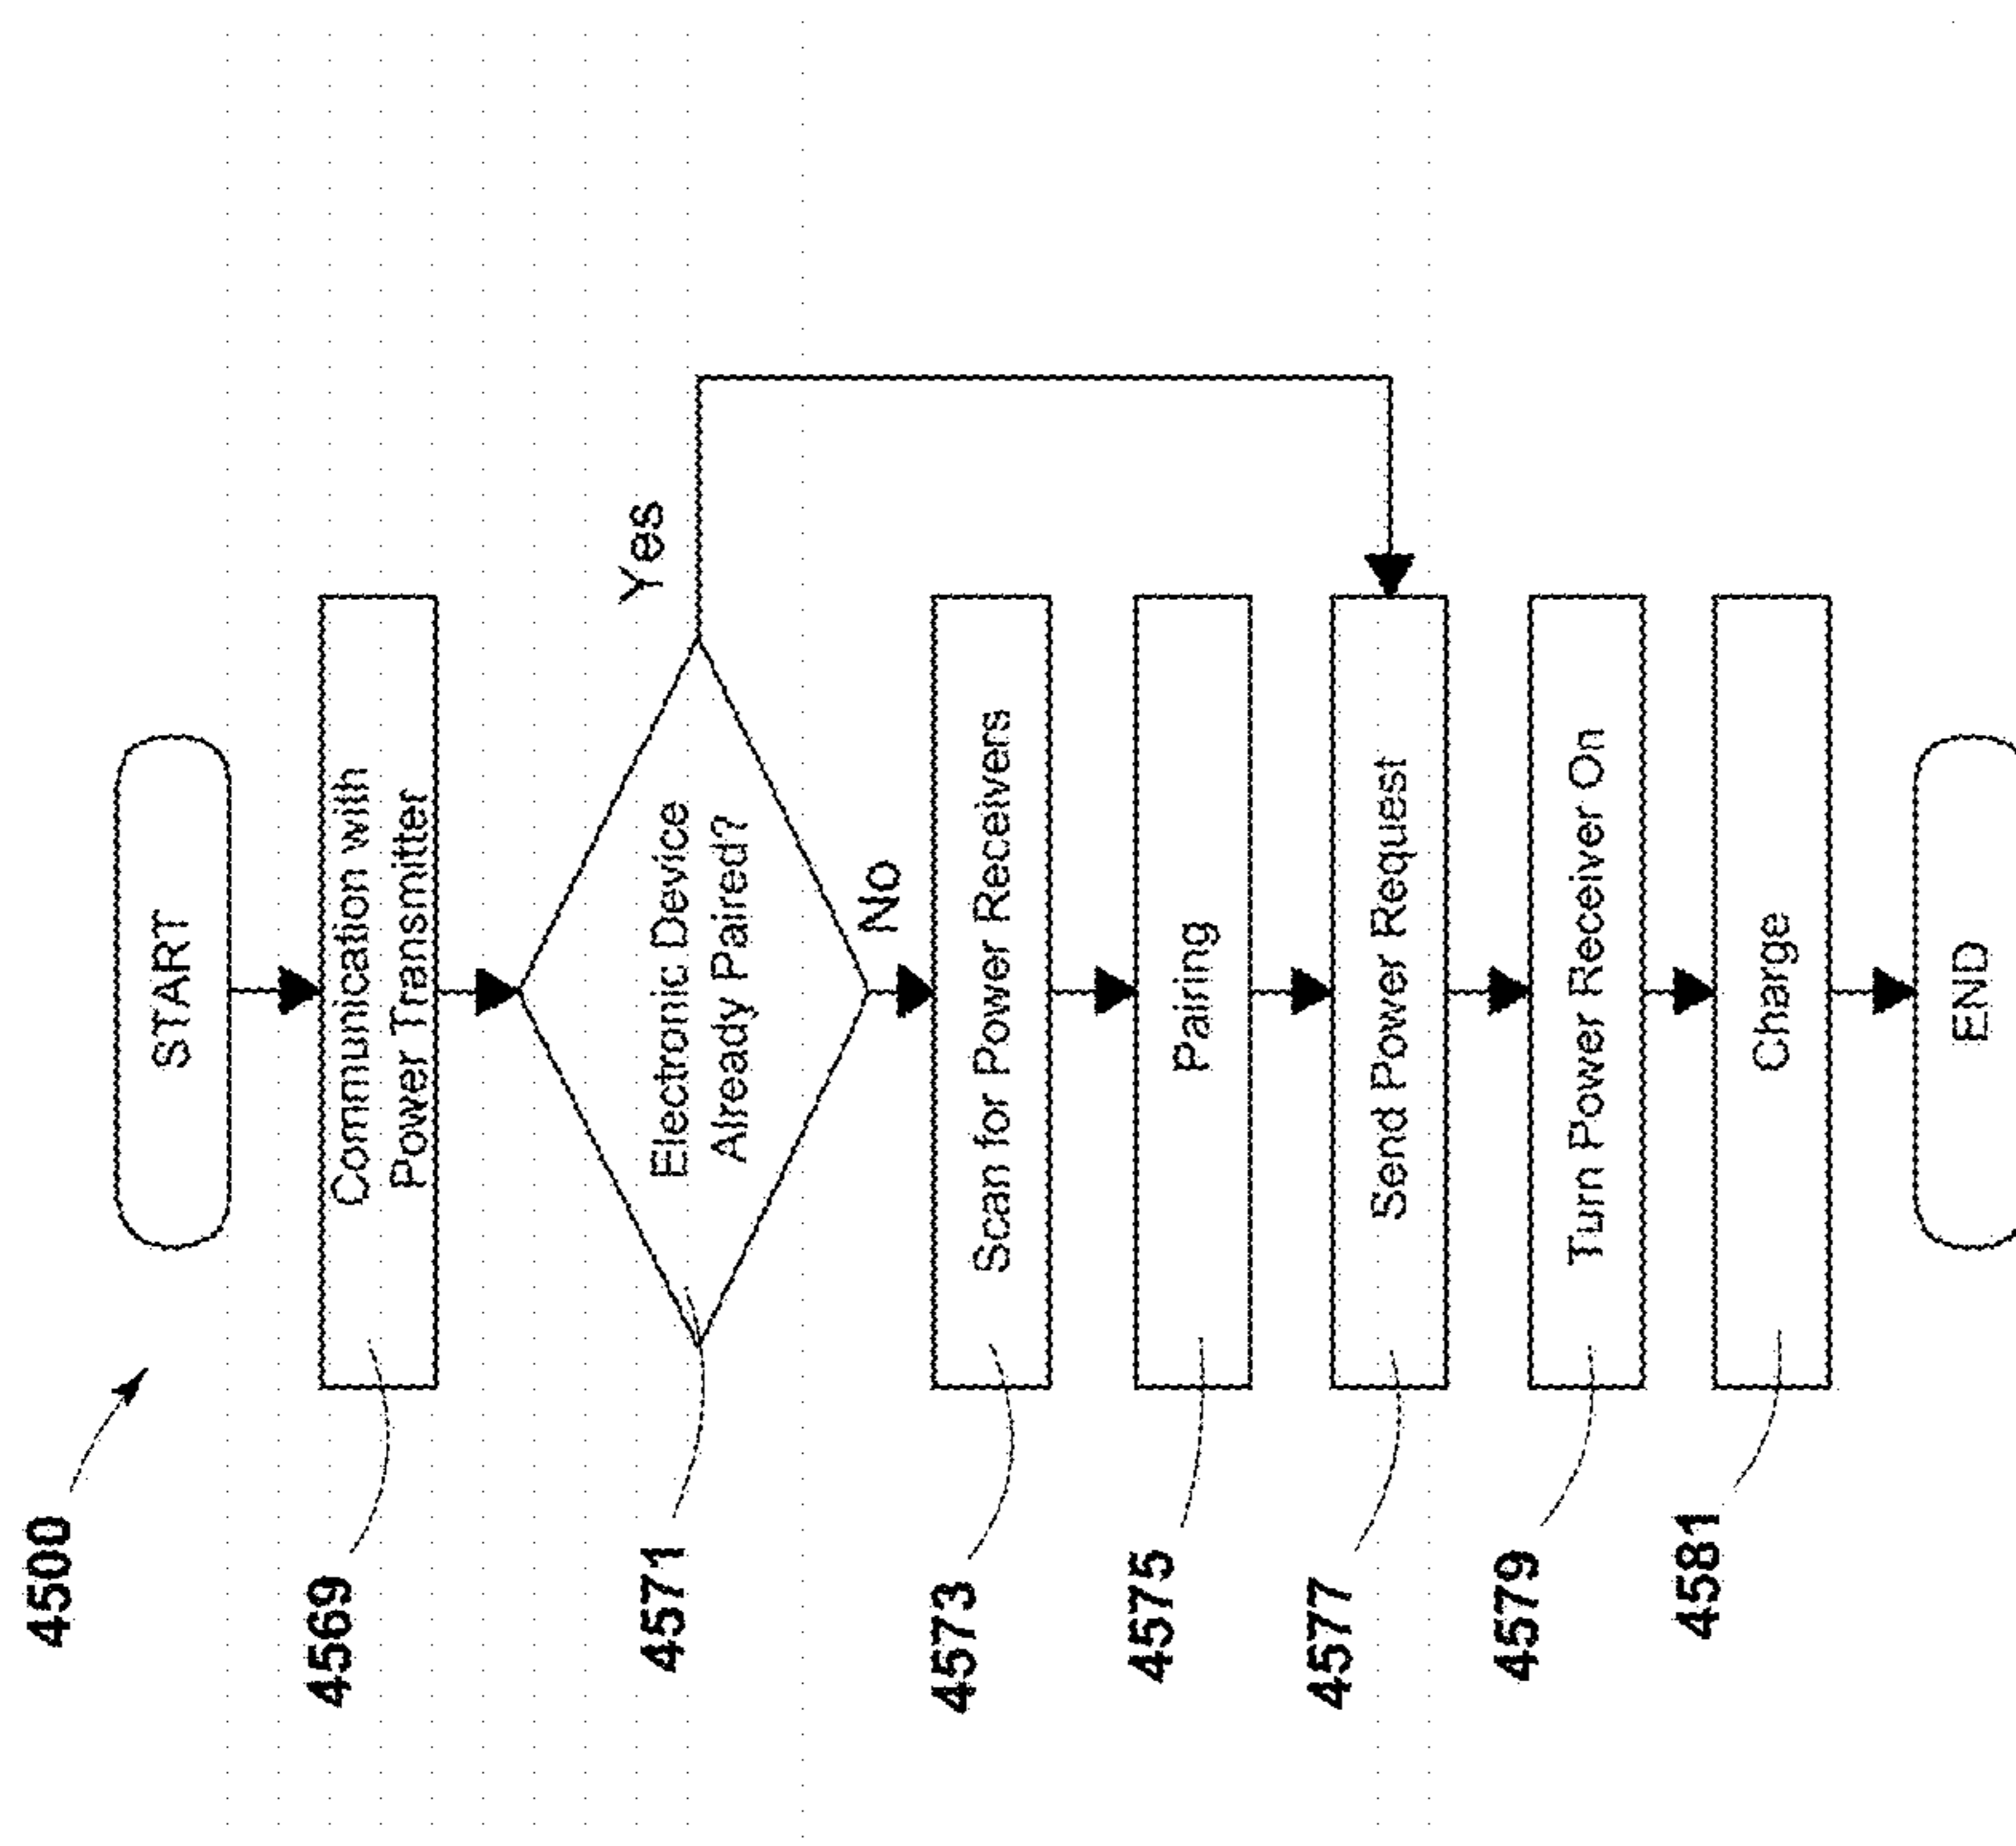 4500
START
4569
Communication with
Power Transmitter
4571
Electronic Device
Already Paired?
Yes
No
4573
Scan for Power Receivers
4575
Pairing
4577
Send Power Request
4579
Turn Power Receiver On
4581
Charge
END